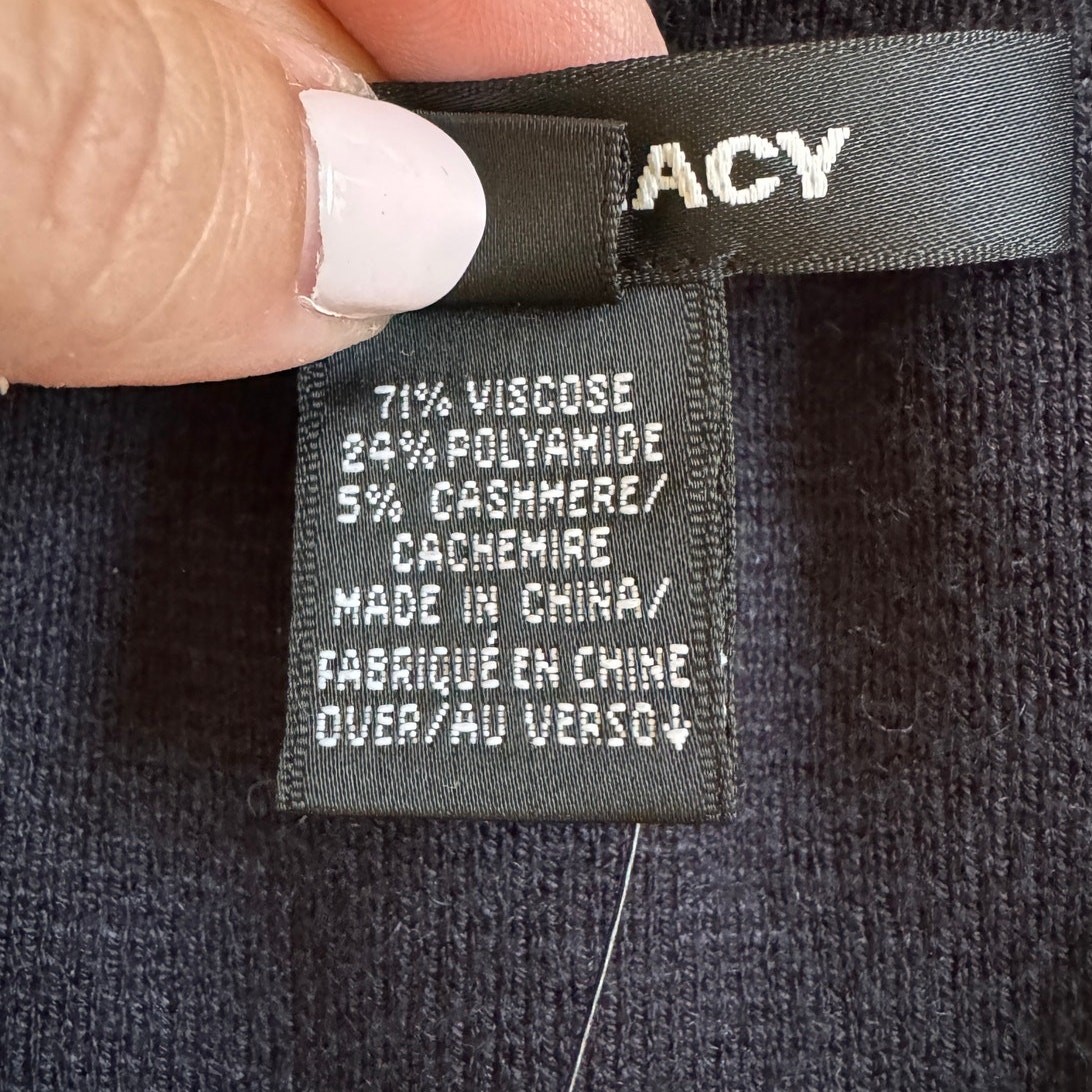 ACY
71% VISCOSE
24% POLYAMIDE
5% CASHMERE/
CACHEMIRE
MADE IN CHINA/
FABRIQUÉ EN CHINE
OVER/AU VERSO↓